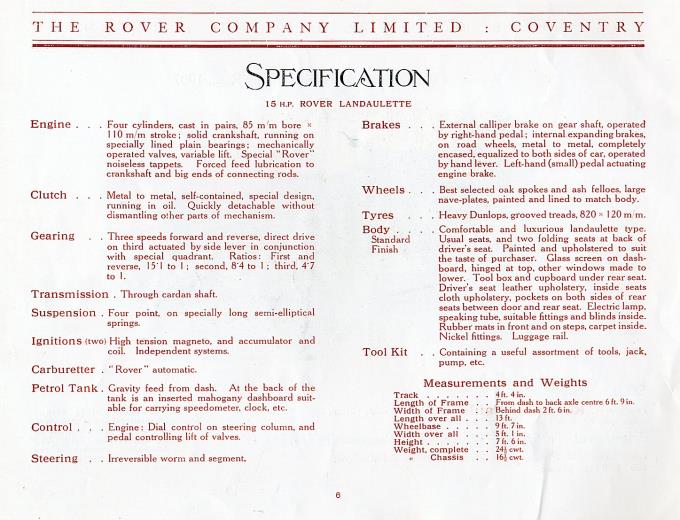 THE ROVER COMPANY LIMITED : COVENTRY
SPECIFICATION
15 H.P. ROVER LANDAULETTE
Engine . . . Four cylinders, cast in pairs, 85 m/m bore ×
110 m/m stroke; solid crankshaft, running on
specially lined plain bearings; mechanically
operated valves, variable lift. Special "Rover"
noiseless tappets. Forced feed lubrication to
crankshaft and big ends of connecting rods.
Clutch . . . Metal to metal, self-contained, special design,
running in oil. Quickly detachable without
dismantling other parts of mechanism.
Gearing . . Three speeds forward and reverse, direct drive
on third actuated by side lever in conjunction
with special quadrant. Ratios: First and
reverse, 15·1 to 1; second, 8·4 to 1; third, 4·7
to 1.
Transmission . Through cardan shaft.
Suspension . Four point, on specially long semi-elliptical
springs.
Ignitions (two) High tension magneto, and accumulator and
coil. Independent systems.
Carburetter . "Rover" automatic.
Petrol Tank . Gravity feed from dash. At the back of the
tank is an inserted mahogany dashboard suit-
able for carrying speedometer, clock, etc.
Control . . . Engine: Dial control on steering column, and
pedal controlling lift of valves.
Steering . . Irreversible worm and segment.
Brakes . . . External calliper brake on gear shaft, operated
by right-hand pedal; internal expanding brakes,
on road wheels, metal to metal, completely
encased, equalized to both sides of car, operated
by hand lever. Left-hand (small) pedal actuating
engine brake.
Wheels . . . Best selected oak spokes and ash felloes, large
nave-plates, painted and lined to match body.
Tyres . . . Heavy Dunlops, grooved treads, 820 × 120 m/m.
Body . . . . Comfortable and luxurious landaulette type.
Standard Usual seats, and two folding seats at back of
Finish driver's seat. Painted and upholstered to suit
the taste of purchaser. Glass screen on dash-
board, hinged at top, other windows made to
lower. Tool box and cupboard under rear seat.
Driver's seat leather upholstery, inside seats
cloth upholstery, pockets on both sides of rear
seats between door and rear seat. Electric lamp,
speaking tube, suitable fittings and blinds inside.
Rubber mats in front and on steps, carpet inside.
Nickel fittings. Luggage rail.
Tool Kit . . Containing a useful assortment of tools, jack,
pump, etc.
Measurements and Weights
Track . . . . . . . 4 ft. 4 in.
Length of Frame . . From dash to back axle centre 6 ft. 9 in.
Width of Frame . . Behind dash 2 ft. 6 in.
Length over all . . . 13 ft.
Wheelbase . . . . . 9 ft. 7 in.
Width over all . . . 5 ft. 1 in.
Height . . . . . . . 7 ft. 6 in.
Weight, complete . . 24½ cwt.
" Chassis . . 16½ cwt.
6